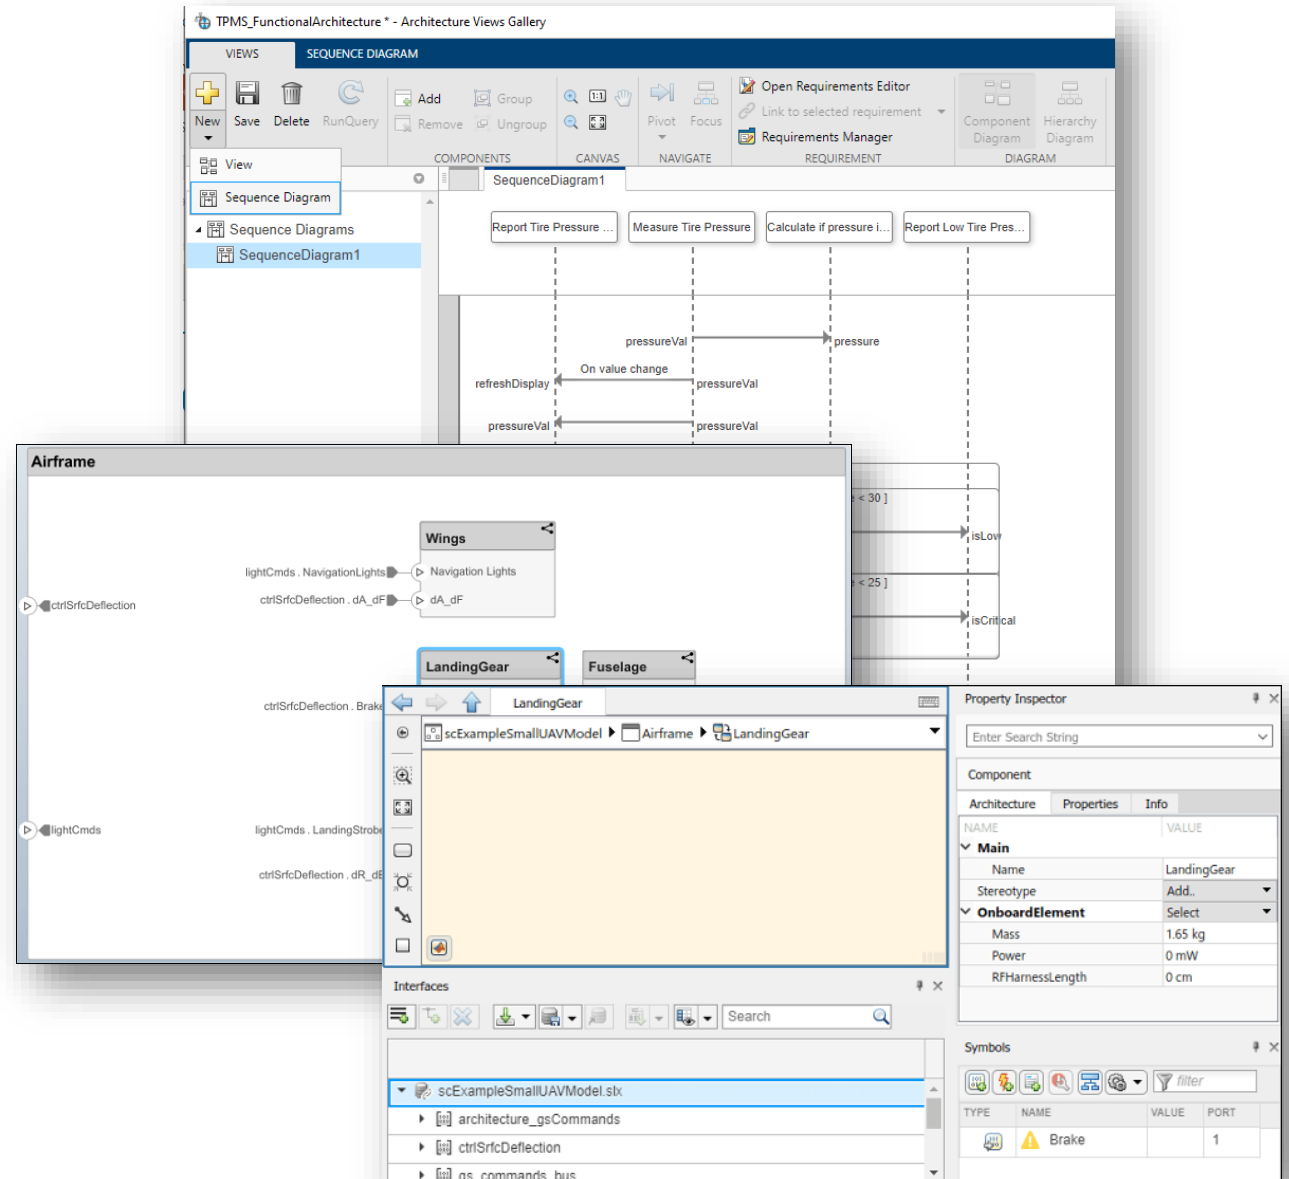 TPMS_FunctionalArchitecture * - Architecture Views Gallery
VIEWS
SEQUENCE DIAGRAM
New
Save
Delete
RunQuery
Add
Remove
Group
Ungroup
1:1
Pivot
Focus
Open Requirements Editor
Link to selected requirement
Requirements Manager
Component
Diagram
Hierarchy
Diagram
COMPONENTS
CANVAS
NAVIGATE
REQUIREMENT
DIAGRAM
View
Sequence Diagram
Sequence Diagrams
SequenceDiagram1
SequenceDiagram1
Report Tire Pressure ...
Measure Tire Pressure
Calculate if pressure i...
Report Low Tire Pres...
pressureVal
pressure
On value change
refreshDisplay
pressureVal
pressureVal
pressureVal
< 30 ]
isLow
< 25 ]
isCritical
Airframe
Wings
lightCmds . NavigationLights
Navigation Lights
ctrlSrfcDeflection . dA_dF
dA_dF
ctrlSrfcDeflection
LandingGear
Fuselage
ctrlSrfcDeflection . Brake
lightCmds
lightCmds . LandingStrobe
ctrlSrfcDeflection . dR_dE
LandingGear
scExampleSmallUAVModel
Airframe
LandingGear
Interfaces
Search
scExampleSmallUAVModel.slx
architecture_gsCommands
ctrlSrfcDeflection
gs_commands_bus
Property Inspector
Enter Search String
Component
Architecture
Properties
Info
NAME
VALUE
Main
Name
LandingGear
Stereotype
Add..
OnboardElement
Select
Mass
1.65 kg
Power
0 mW
RFHarnessLength
0 cm
Symbols
filter
TYPE
NAME
VALUE
PORT
Brake
1